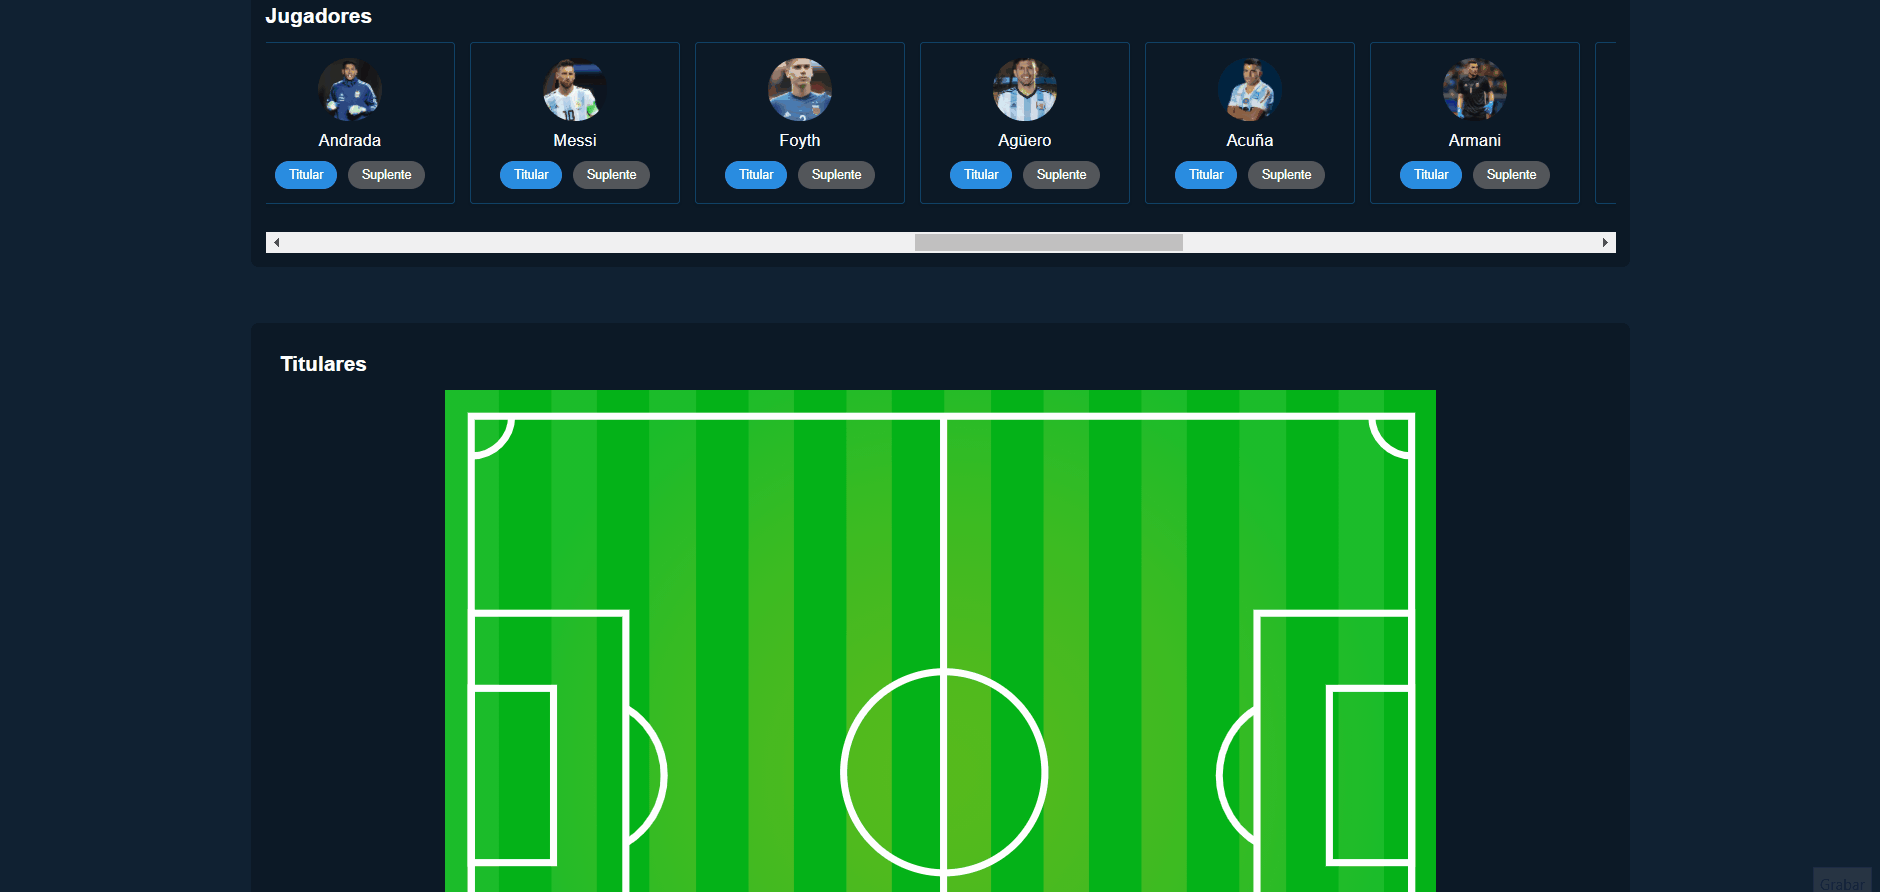 Jugadores
Andrada
Messi
Foyth
Agüero
Acuña
Armani
Titular Suplente
Titular Suplente
Titular Suplente
Titular Suplente
Titular Suplente
Titular Suplente
Titulares
Grabar